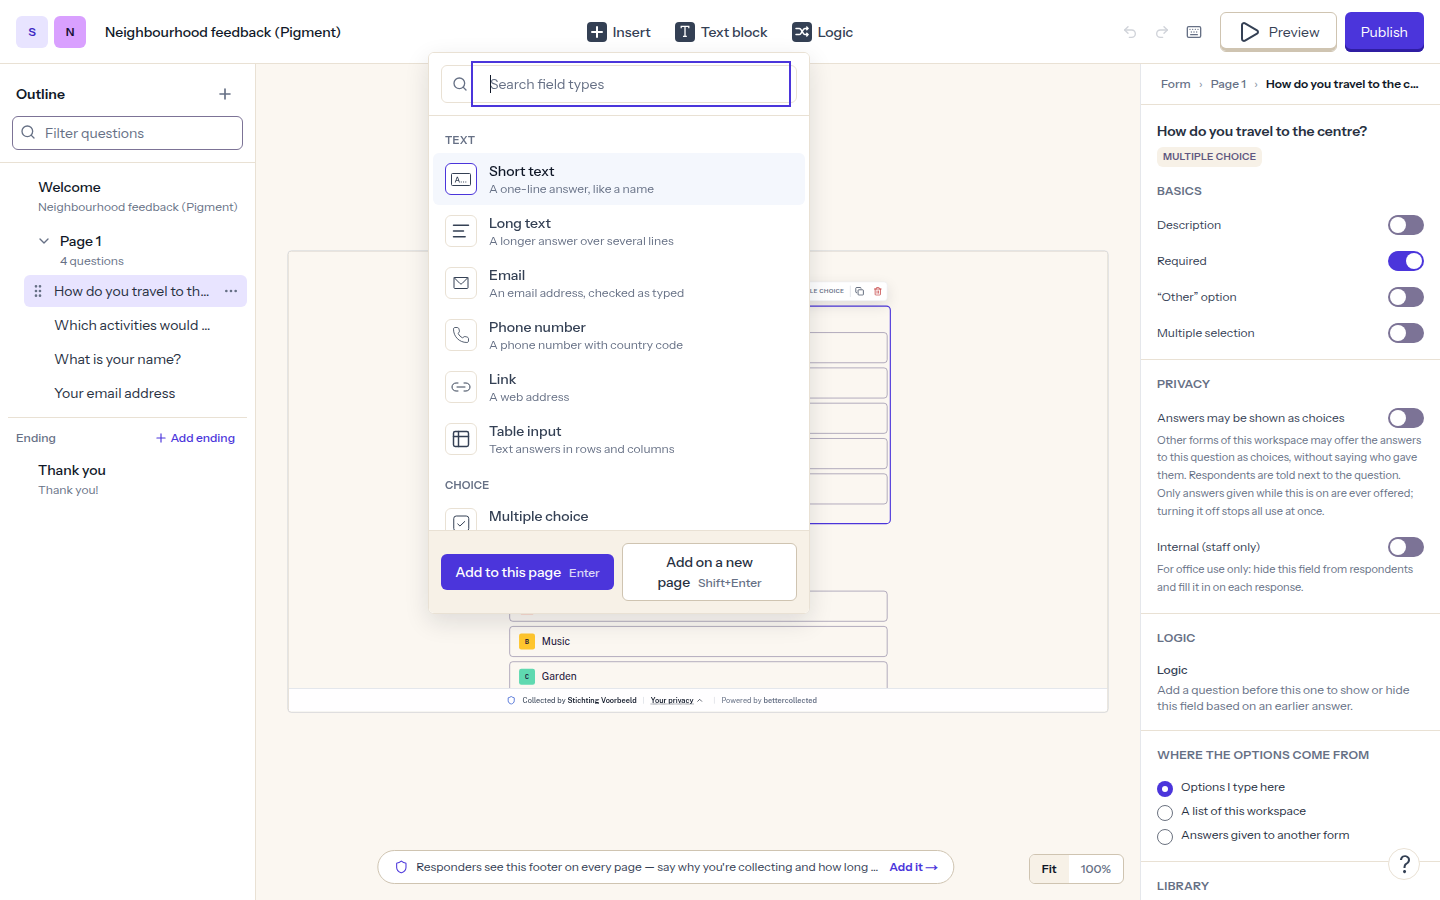 S N Neighbourhood feedback (Pigment) Insert Text block Logic Preview Publish
Outline
Filter questions
Welcome
Neighbourhood feedback (Pigment)
Page 1
4 questions
How do you travel to th...
Which activities would ...
What is your name?
Your email address
Ending Add ending
Thank you
Thank you!
Search field types
TEXT
A...
Short text
A one-line answer, like a name
Long text
A longer answer over several lines
Email
An email address, checked as typed
Phone number
A phone number with country code
Link
A web address
Table input
Text answers in rows and columns
CHOICE
Multiple choice
Add to this page Enter
Add on a new
page Shift+Enter
LE CHOICE
B Music
C Garden
Collected by Stichting Voorbeeld Your privacy Powered by bettercollected
Responders see this footer on every page — say why you're collecting and how long ... Add it →
Fit 100%
Form › Page 1 › How do you travel to the c...
How do you travel to the centre?
MULTIPLE CHOICE
BASICS
Description
Required
“Other” option
Multiple selection
PRIVACY
Answers may be shown as choices
Other forms of this workspace may offer the answers
to this question as choices, without saying who gave
them. Respondents are told next to the question.
Only answers given while this is on are ever offered;
turning it off stops all use at once.
Internal (staff only)
For office use only: hide this field from respondents
and fill it in on each response.
LOGIC
Logic
Add a question before this one to show or hide
this field based on an earlier answer.
WHERE THE OPTIONS COME FROM
Options I type here
A list of this workspace
Answers given to another form
?
LIBRARY